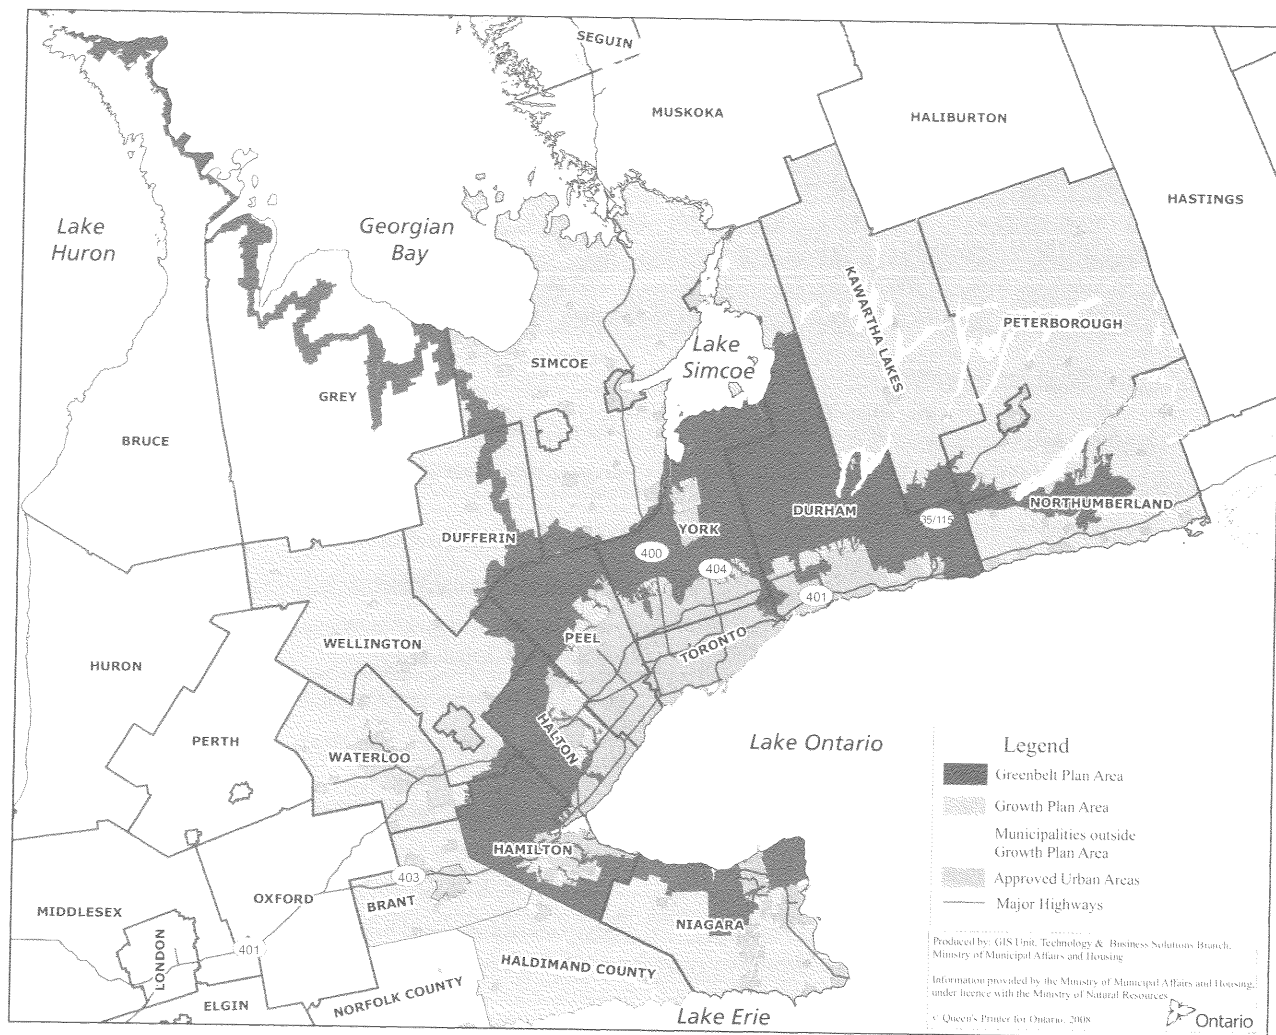 SEGUIN
MUSKOKA
HALIBURTON
HASTINGS
Lake
Huron
Georgian
Bay
KAWARTHA LAKES
PETERBOROUGH
Lake
Simcoe
SIMCOE
GREY
BRUCE
NORTHUMBERLAND
DURHAM
35/115
YORK
DUFFERIN
400
404
401
PEEL
TORONTO
WELLINGTON
HURON
HALTON
PERTH
WATERLOO
Lake Ontario
HAMILTON
403
OXFORD
BRANT
MIDDLESEX
NIAGARA
LONDON
401
HALDIMAND COUNTY
ELGIN
NORFOLK COUNTY
Lake Erie
Legend
Greenbelt Plan Area
Growth Plan Area
Municipalities outside
Growth Plan Area
Approved Urban Areas
Major Highways
Produced by: GIS Unit, Technology & Business Solutions Branch,
Ministry of Municipal Affairs and Housing
Information provided by the Ministry of Municipal Affairs and Housing,
under licence with the Ministry of Natural Resources
© Queen's Printer for Ontario, 2008
Ontario